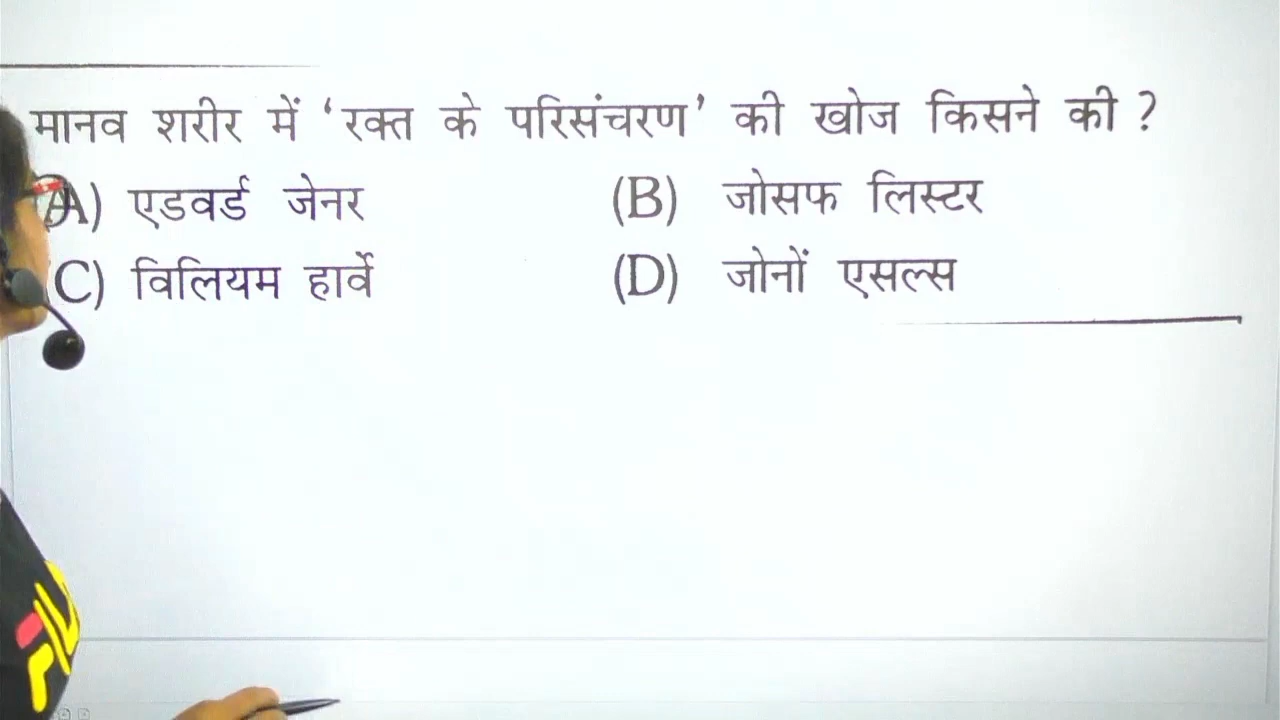 मानव शरीर में ‘रक्त के परिसंचरण’ की खोज किसने की ?
(A) एडवर्ड जेनर (B) जोसफ लिस्टर
(C) विलियम हार्वे (D) जोनों एसल्स